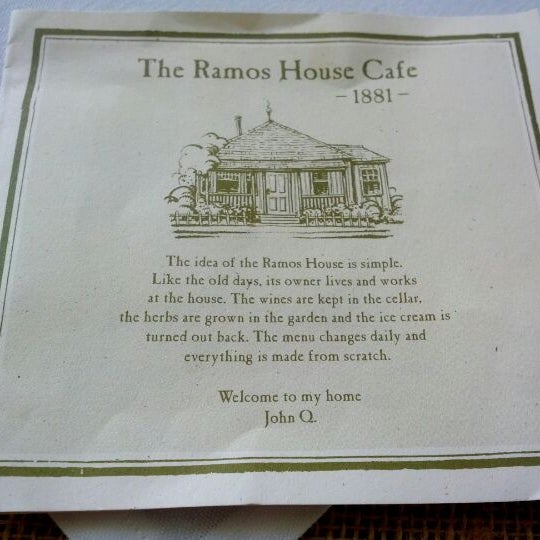 The Ramos House Cafe
– 1881 –
The idea of the Ramos House is simple.
Like the old days, its owner lives and works
at the house. The wines are kept in the cellar,
the herbs are grown in the garden and the ice cream is
turned out back. The menu changes daily and
everything is made from scratch.
Welcome to my home
John Q.